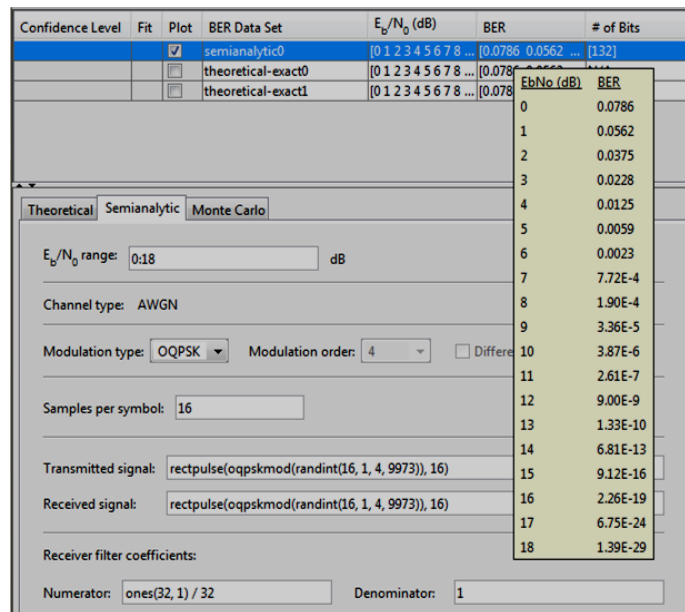 Confidence Level Fit Plot BER Data Set E_b/N_0 (dB) BER # of Bits
semianalytic0 [0 1 2 3 4 5 6 7 8 ... [0.0786 0.0562 ... [132]
theoretical-exact0 [0 1 2 3 4 5 6 7 8 ... [0.0786
theoretical-exact1 [0 1 2 3 4 5 6 7 8 ... [0.078
EbNo (dB) BER
0 0.0786
1 0.0562
2 0.0375
3 0.0228
4 0.0125
5 0.0059
6 0.0023
7 7.72E-4
8 1.90E-4
9 3.36E-5
10 3.87E-6
11 2.61E-7
12 9.00E-9
13 1.33E-10
14 6.81E-13
15 9.12E-16
16 2.26E-19
17 6.75E-24
18 1.39E-29
Theoretical Semianalytic Monte Carlo
E_b/N_0 range: 0:18 dB
Channel type: AWGN
Modulation type: OQPSK Modulation order: 4 Differe
Samples per symbol: 16
Transmitted signal: rectpulse(oqpskmod(randint(16, 1, 4, 9973)), 16)
Received signal: rectpulse(oqpskmod(randint(16, 1, 4, 9973)), 16)
Receiver filter coefficients:
Numerator: ones(32, 1) / 32 Denominator: 1